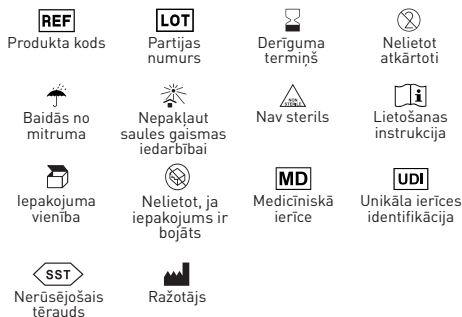 REF
Produkta kods
LOT
Partijas
numurs
Derīguma
termiņš
2
Nelietot
atkārtoti
Baidās no
mitruma
Nepakļaut
saules gaismas
iedarbībai
NON
STERILE
Nav sterils
i
Lietošanas
instrukcija
Iepakojuma
vienība
Nelietot, ja
iepakojums ir
bojāts
MD
Medicīniskā
ierīce
UDI
Unikāla ierīces
identifikācija
SST
Nerūsējošais
tērauds
Ražotājs